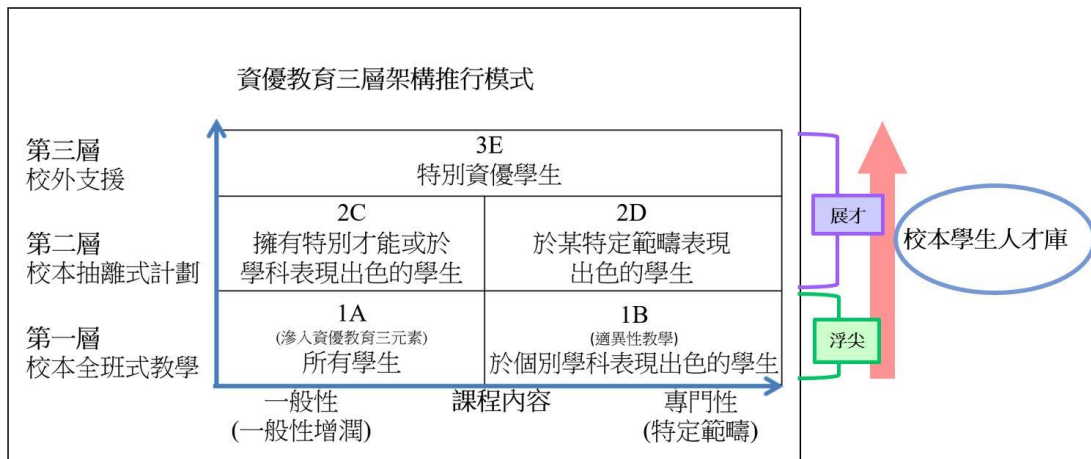 資優教育三層架構推行模式
第三層
校外支援
3E
特別資優學生
第二層
校本抽離式計劃
2C
擁有特別才能或於
學科表現出色的學生
2D
於某特定範疇表現
出色的學生
第一層
校本全班式教學
1A
(滲入資優教育三元素)
所有學生
1B
(適異性教學)
於個別學科表現出色的學生
一般性
(一般性增潤)
課程內容
專門性
(特定範疇)
展才
浮尖
校本學生人才庫